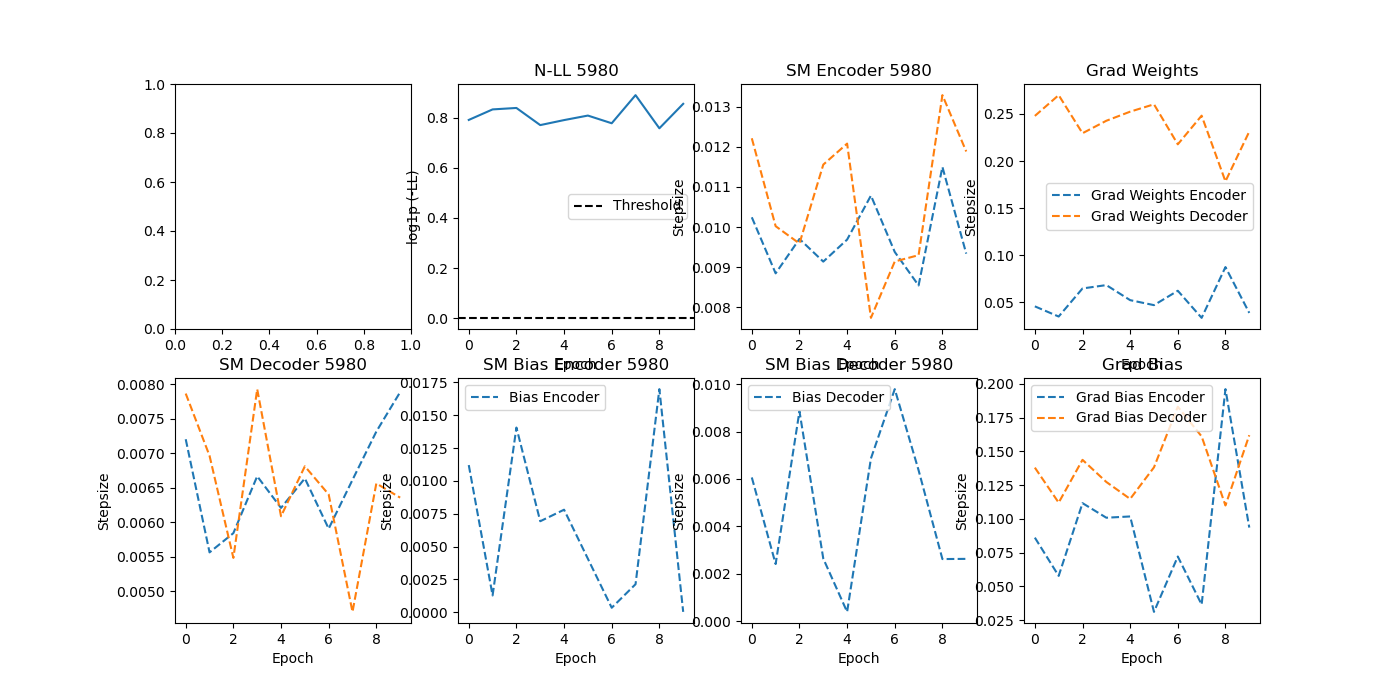 N-LL 5980
SM Encoder 5980
Grad Weights
1.0
0.8
0.6
0.4
0.2
0.0
0.0 0.2 0.4 0.6 0.8 1.0
log1p (-LL)
0.8
0.6
0.4
0.2
0.0
Threshold
0 2 4 6 8
Epoch
Stepsize
0.013
0.012
0.011
0.010
0.009
0.008
0 2 4 6 8
Epoch
Stepsize
0.25
0.20
0.15
0.10
0.05
Grad Weights Encoder
Grad Weights Decoder
0 2 4 6 8
Epoch
SM Decoder 5980
SM Bias Encoder 5980
SM Bias Decoder 5980
Grad Bias
Stepsize
0.0080
0.0075
0.0070
0.0065
0.0060
0.0055
0.0050
0 2 4 6 8
Epoch
Stepsize
0.0175
0.0150
0.0125
0.0100
0.0075
0.0050
0.0025
0.0000
Bias Encoder
0 2 4 6 8
Epoch
Stepsize
0.010
0.008
0.006
0.004
0.002
0.000
Bias Decoder
0 2 4 6 8
Epoch
Stepsize
0.200
0.175
0.150
0.125
0.100
0.075
0.050
0.025
Grad Bias Encoder
Grad Bias Decoder
0 2 4 6 8
Epoch